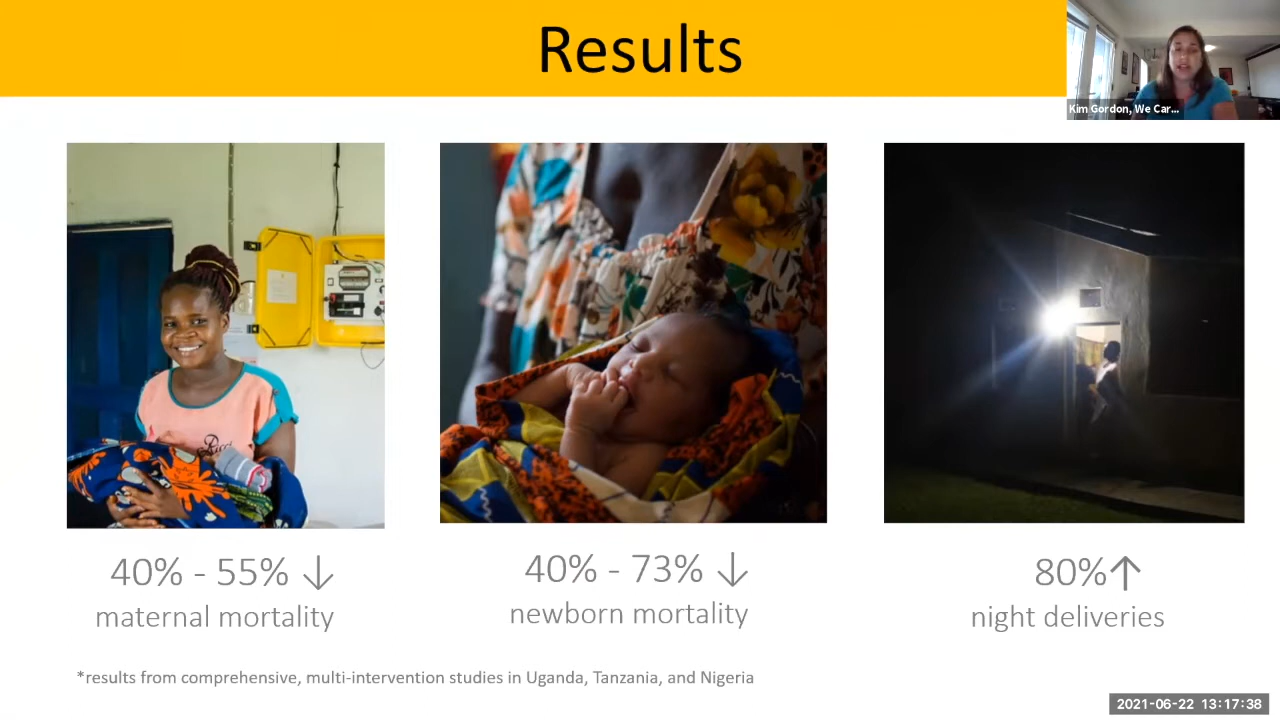 Results
Kim Gordon, We Car...
40% - 55% ↓
maternal mortality
40% - 73% ↓
newborn mortality
80%↑
night deliveries
*results from comprehensive, multi-intervention studies in Uganda, Tanzania, and Nigeria
2021-06-22 13:17:38